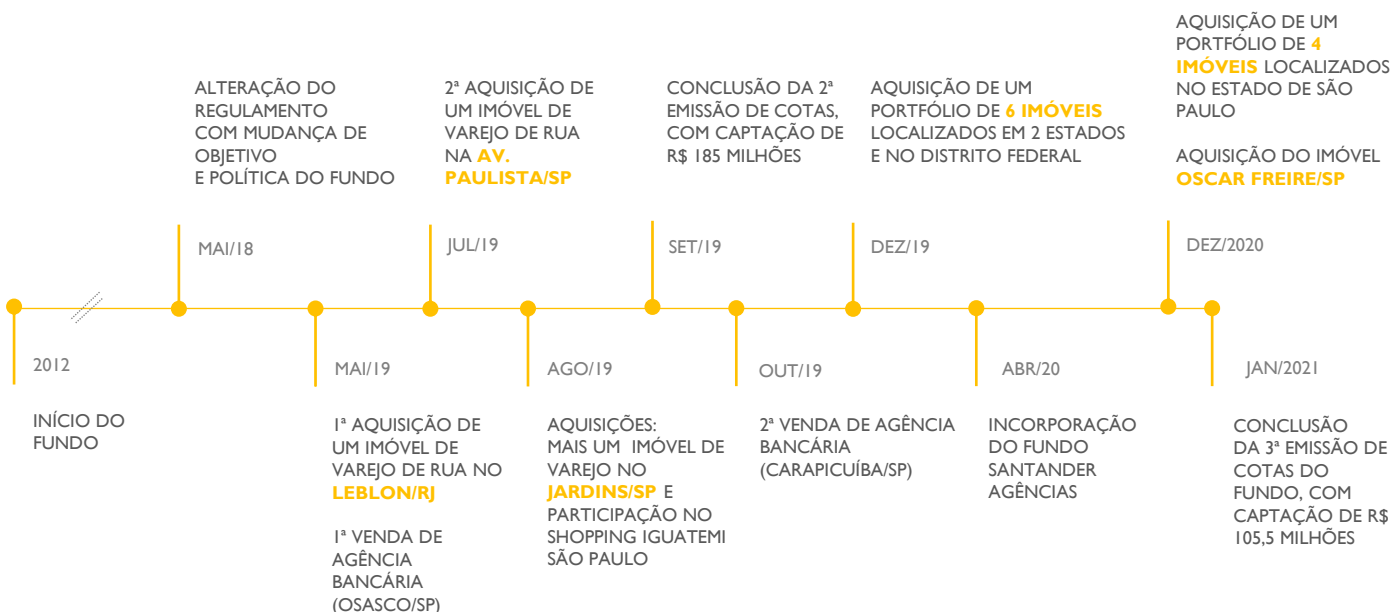 AQUISIÇÃO DE UM
PORTFÓLIO DE 4
IMÓVEIS LOCALIZADOS
NO ESTADO DE SÃO
PAULO
AQUISIÇÃO DO IMÓVEL
OSCAR FREIRE/SP
ALTERAÇÃO DO
REGULAMENTO
COM MUDANÇA DE
OBJETIVO
E POLÍTICA DO FUNDO
2ª AQUISIÇÃO DE
UM IMÓVEL DE
VAREJO DE RUA
NA AV.
PAULISTA/SP
CONCLUSÃO DA 2ª
EMISSÃO DE COTAS,
COM CAPTAÇÃO DE
R$ 185 MILHÕES
AQUISIÇÃO DE UM
PORTFÓLIO DE 6 IMÓVEIS
LOCALIZADOS EM 2 ESTADOS
E NO DISTRITO FEDERAL
MAI/18
JUL/19
SET/19
DEZ/19
DEZ/2020
2012
MAI/19
AGO/19
OUT/19
ABR/20
JAN/2021
INÍCIO DO
FUNDO
1ª AQUISIÇÃO DE
UM IMÓVEL DE
VAREJO DE RUA NO
LEBLON/RJ
1ª VENDA DE
AGÊNCIA
BANCÁRIA
(OSASCO/SP)
AQUISIÇÕES:
MAIS UM IMÓVEL DE
VAREJO NO
JARDINS/SP E
PARTICIPAÇÃO NO
SHOPPING IGUATEMI
SÃO PAULO
2ª VENDA DE AGÊNCIA
BANCÁRIA
(CARAPICUÍBA/SP)
INCORPORAÇÃO
DO FUNDO
SANTANDER
AGÊNCIAS
CONCLUSÃO
DA 3ª EMISSÃO DE
COTAS DO
FUNDO, COM
CAPTAÇÃO DE R$
105,5 MILHÕES